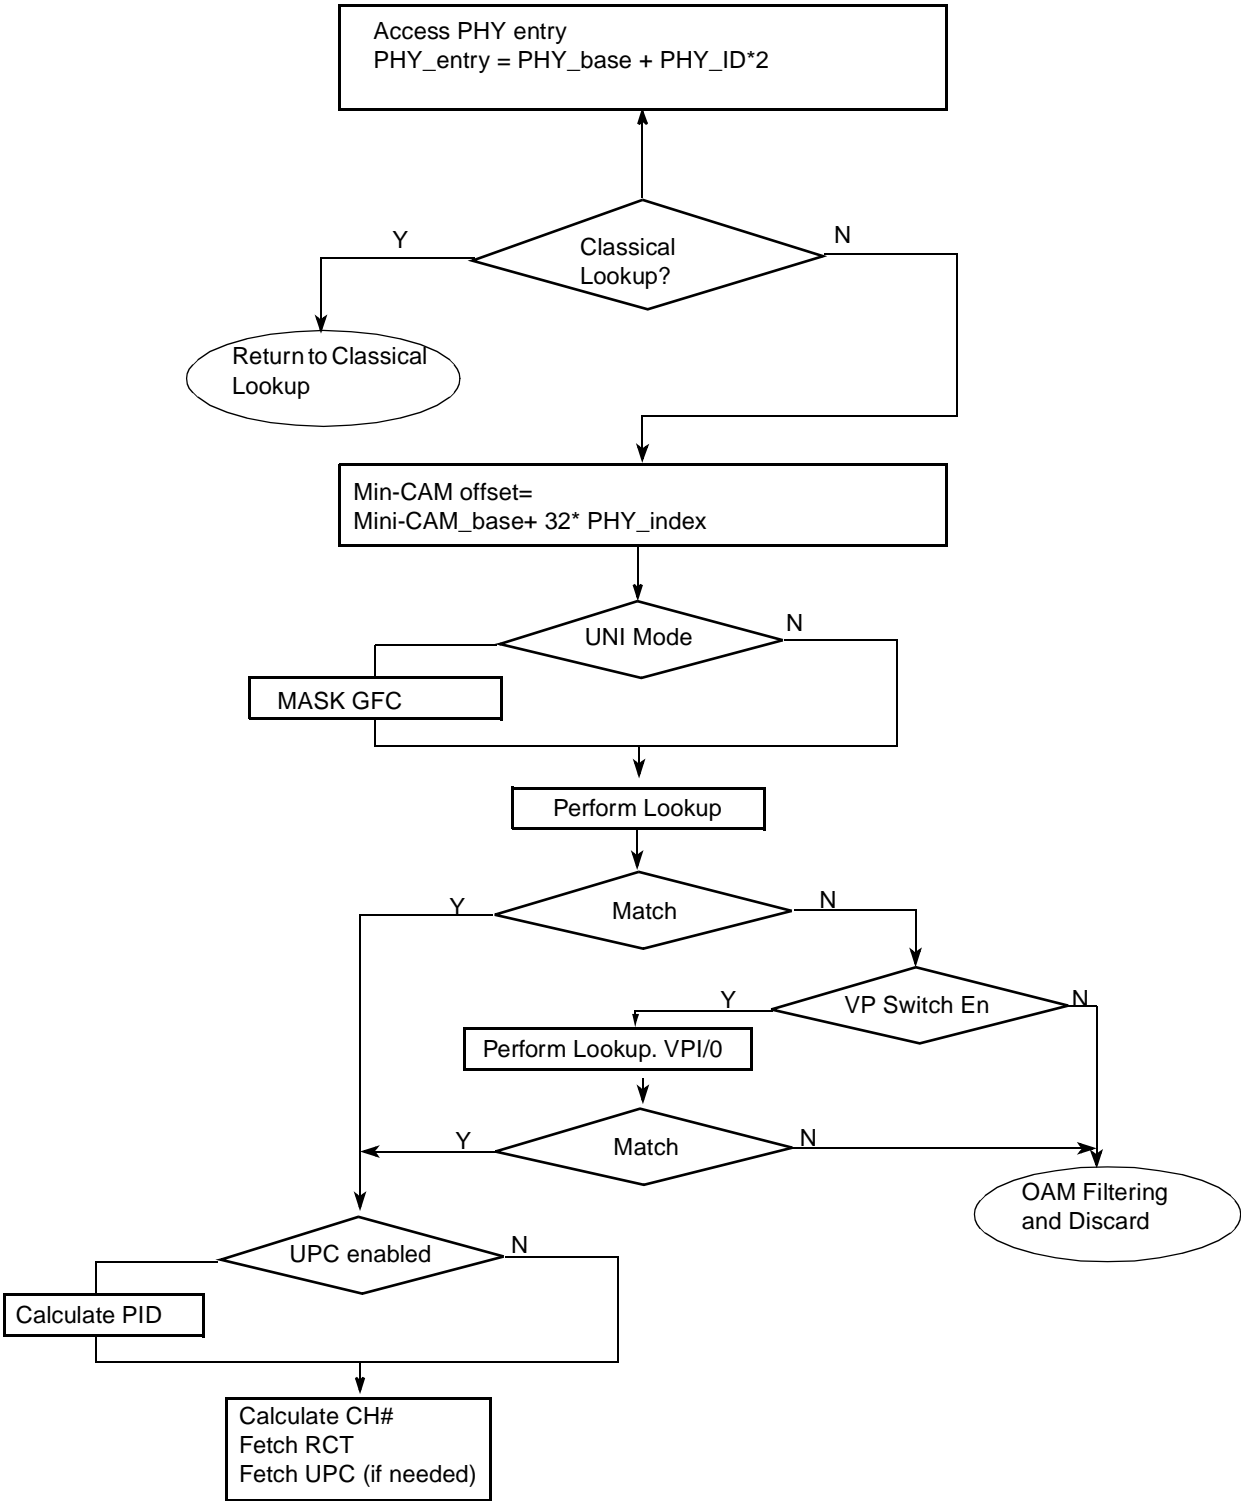 Access PHY entry
PHY_entry = PHY_base + PHY_ID*2
Y
N
Classical
Lookup?
Return to Classical
Lookup
Min-CAM offset=
Mini-CAM_base+ 32* PHY_index
UNI Mode
N
MASK GFC
Perform Lookup
Y
Match
N
Y
VP Switch En
N
Perform Lookup. VPI/0
Y
Match
N
OAM Filtering
and Discard
UPC enabled
N
Calculate PID
Calculate CH#
Fetch RCT
Fetch UPC (if needed)